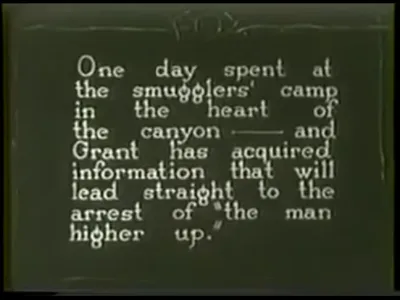 One day spent at
the smugglers' camp
in the heart of
the canyon — and
Grant has acquired
information that will
lead straight to the
arrest of "the man
higher up."